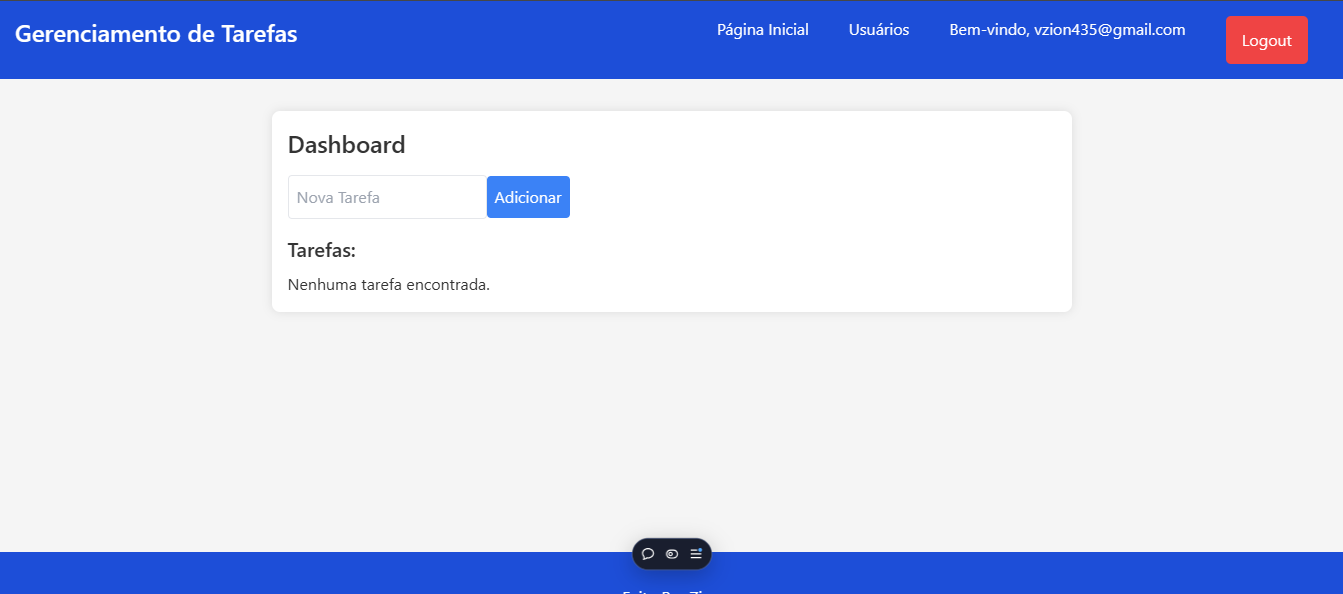 Gerenciamento de Tarefas
Página Inicial Usuários Bem-vindo, vzion435@gmail.com Logout
Dashboard
Nova Tarefa Adicionar
Tarefas:
Nenhuma tarefa encontrada.